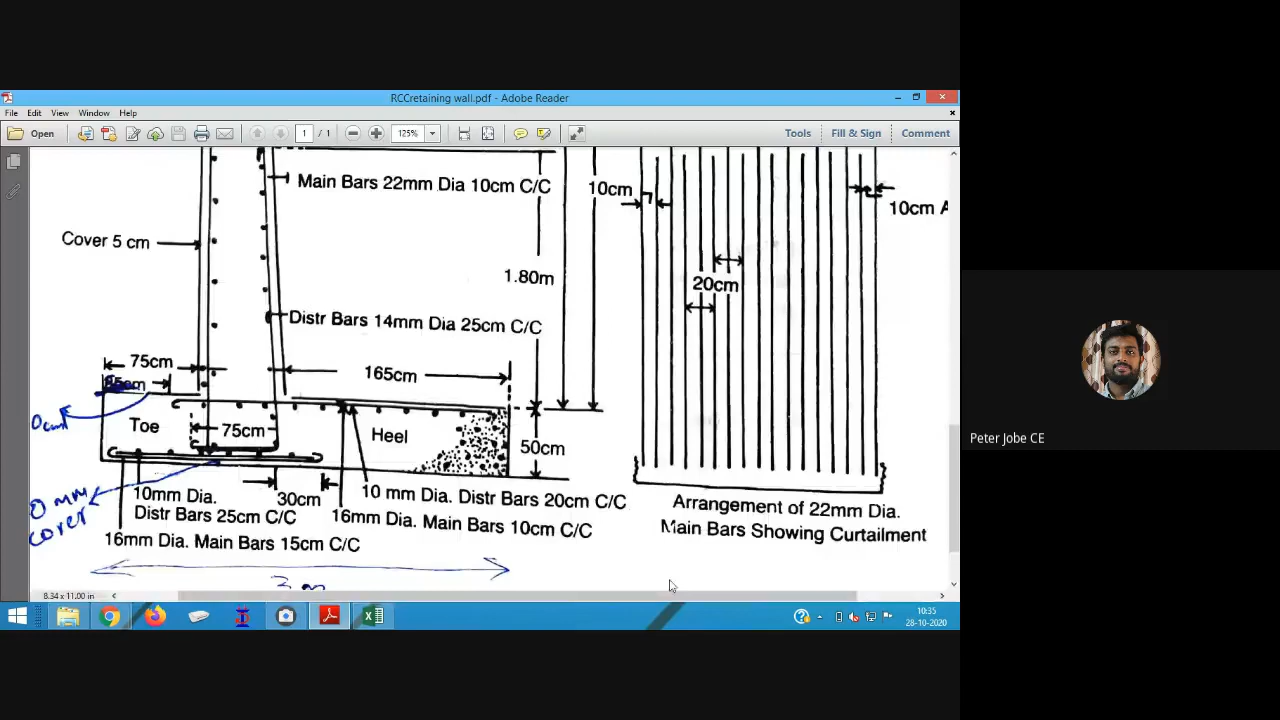 RCCretaining wall.pdf - Adobe Reader
File Edit View Window Help
Open 1 / 1 125% Tools Fill & Sign Comment
Main Bars 22mm Dia 10cm C/C
10cm
10cm A
Cover 5 cm
1.80m
20cm
Distr Bars 14mm Dia 25cm C/C
75cm
165cm
Toe
75cm
Heel
50cm
30cm
10mm Dia.
Distr Bars 25cm C/C
10 mm Dia. Distr Bars 20cm C/C
16mm Dia. Main Bars 10cm C/C
16mm Dia. Main Bars 15cm C/C
0 mm
cover
3 m
Arrangement of 22mm Dia.
Main Bars Showing Curtailment
8.34 x 11.00 in
10:35
28-10-2020
Peter Jobe CE